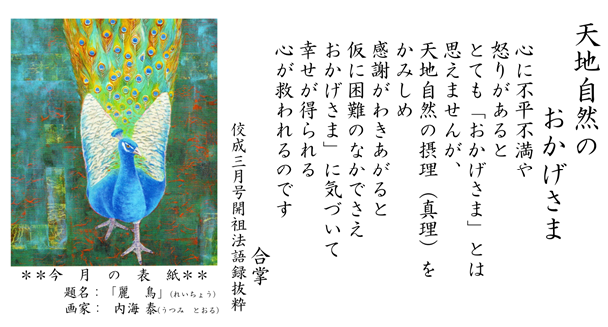 天地自然の
おかげさま
心に不平不満や
怒りがあると
とても「おかげさま」とは
思えませんが、
天地自然の摂理（真理）を
かみしめ
感謝がわきあがると
仮に困難のなかでさえ
おかげさま」に気づいて
幸せが得られる
心が救われるのです
合掌
佼成三月号開祖法語録抜粋
＊＊今月の表紙＊＊
題名：「麗鳥」(れいちょう)
画家： 内海 泰(うつみ とおる)